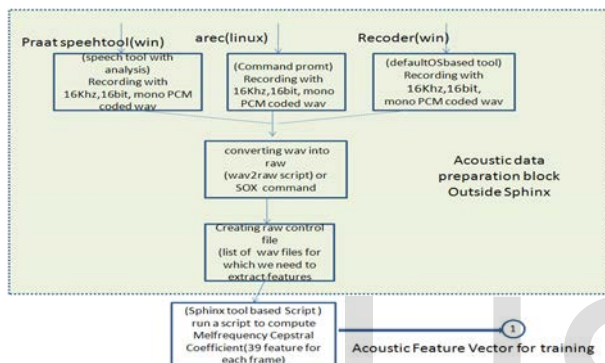 Praat speehtool(win)
arec(linux)
Recoder(win)
(speech tool with
analysis)
Recording with
16Khz,16bit,
mono PCM
coded wav
(Command promt)
Recording with
16Khz,16bit, mono
PCM coded wav
(defaultOSbased tool)
Recording with
16Khz,16bit,
mono PCM coded wav
converting wav into
raw
(wav2raw script) or
SOX command
Acoustic data
preparation block
Outside Sphinx
Creating raw control
file
(list of wav files for
which we need to
extract features
(Sphinx tool based Script)
run a script to compute
Melfrequency Cepstral
Coefficient(39 feature for
each frame)
1
Acoustic Feature Vector for training